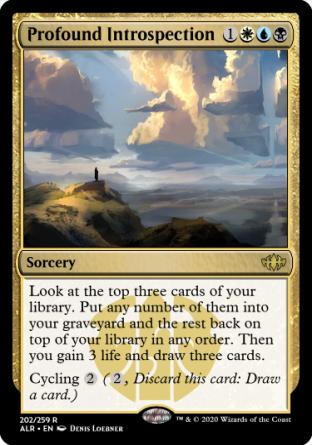 Profound Introspection 1
Sorcery
Look at the top three cards of your
library. Put any number of them into
your graveyard and the rest back on
top of your library in any order. Then
you gain 3 life and draw three cards.
Cycling 2 ( 2, Discard this card: Draw
a card.)
202/259 R
ALR • EN DENIS LOEBNER
™ & © 2020 Wizards of the Coast